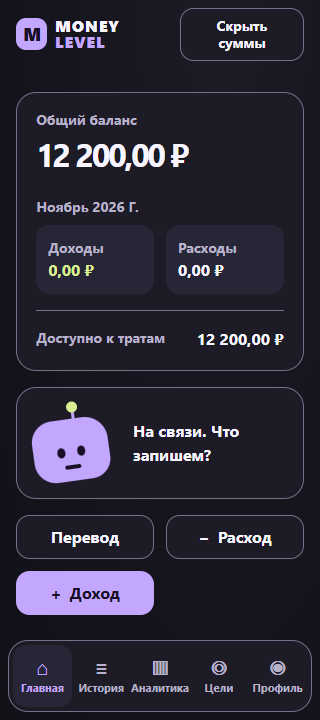 M
MONEY
LEVEL
Скрыть
суммы
Общий баланс
12 200,00 ₽
Ноябрь 2026 Г.
Доходы
0,00 ₽
Расходы
0,00 ₽
Доступно к тратам 12 200,00 ₽
На связи. Что
запишем?
Перевод
– Расход
+ Доход
Главная История Аналитика Цели Профиль